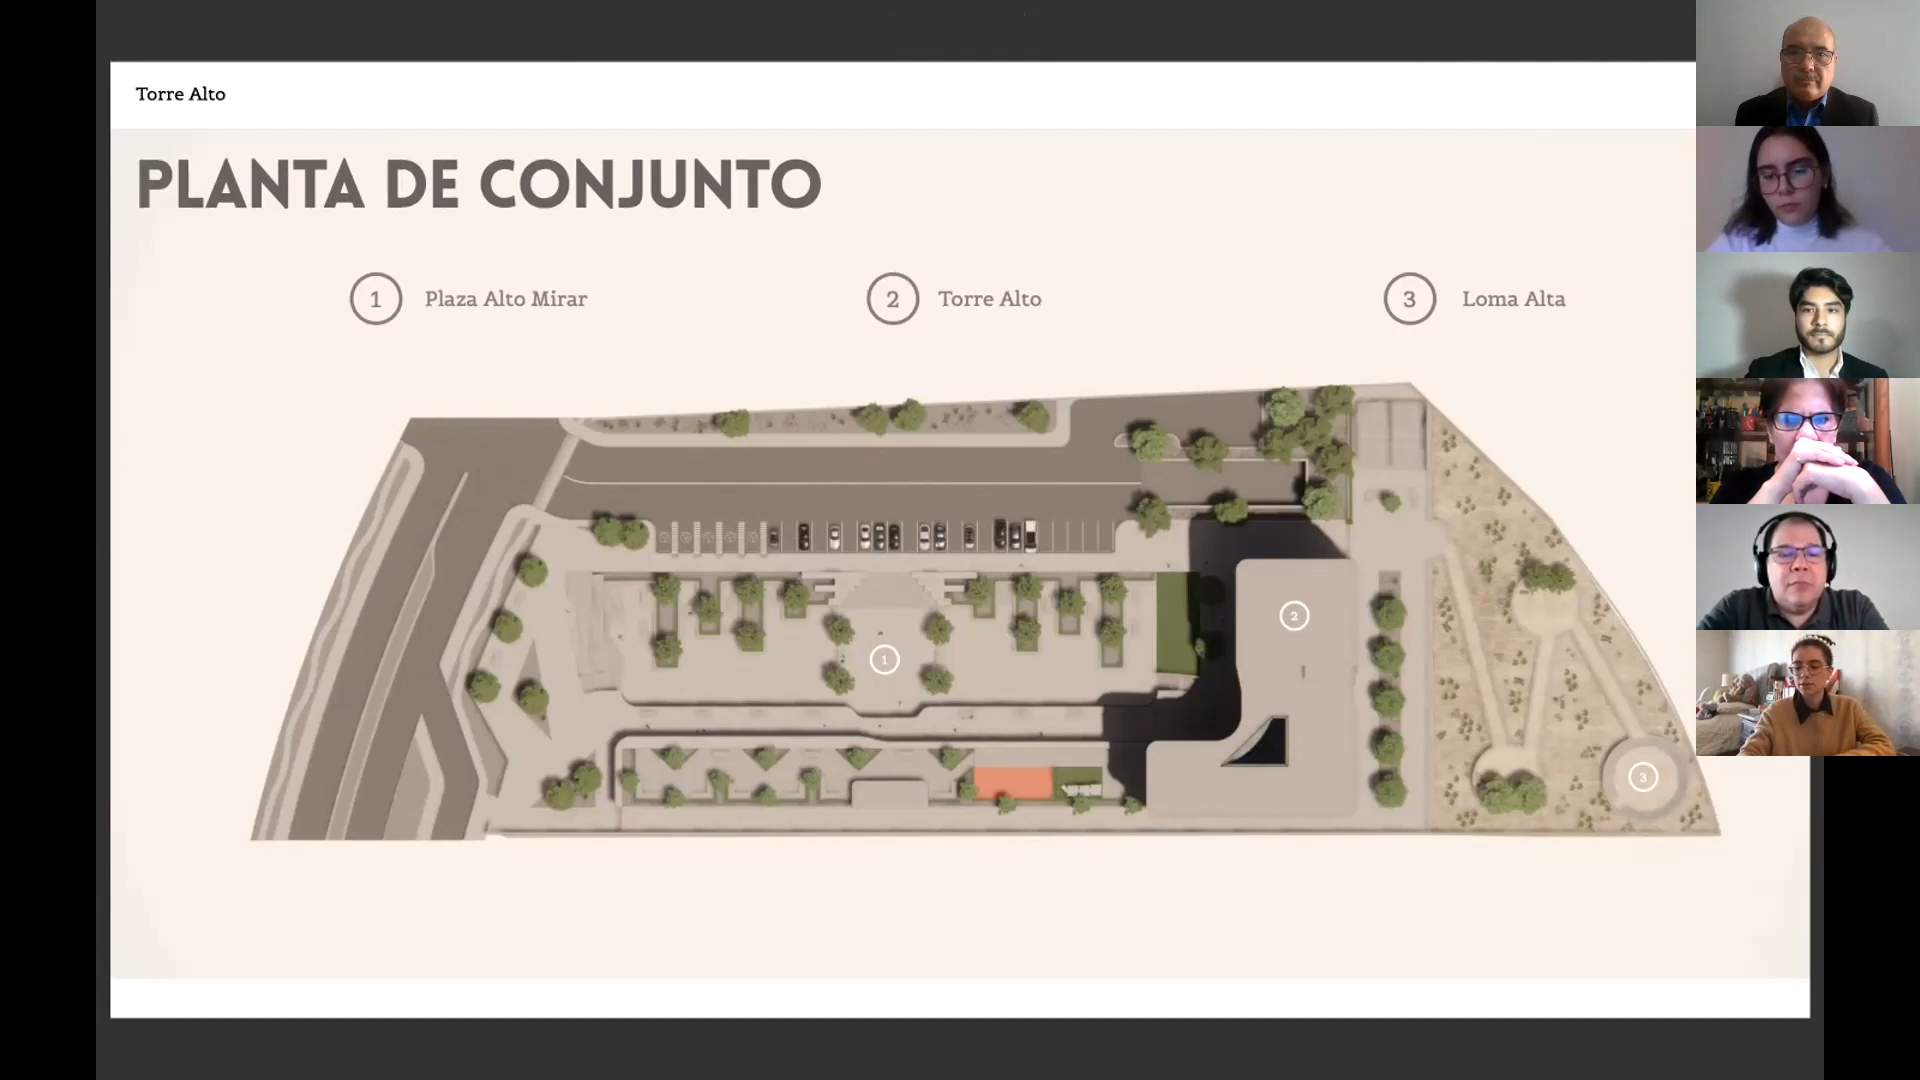 Torre Alto
PLANTA DE CONJUNTO
1 Plaza Alto Mirar
2 Torre Alto
3 Loma Alta
2
1
3